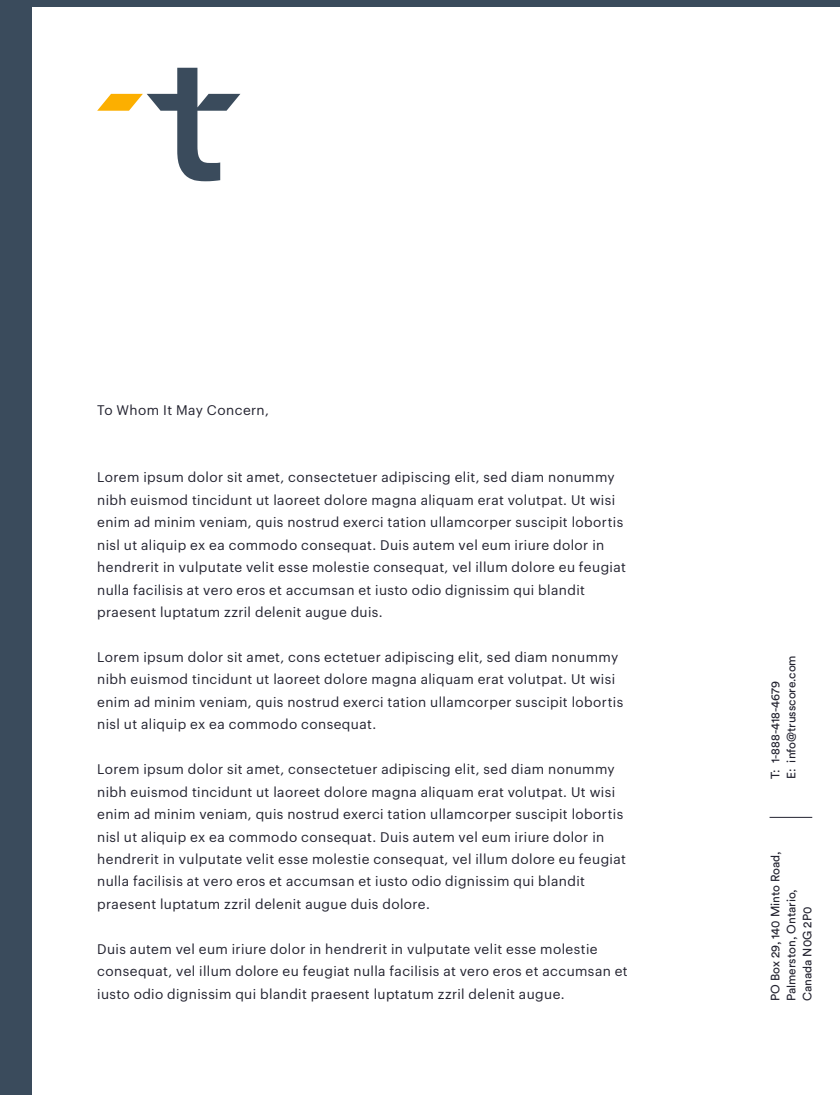 t
To Whom It May Concern,
Lorem ipsum dolor sit amet, consectetuer adipiscing elit, sed diam nonummy
nibh euismod tincidunt ut laoreet dolore magna aliquam erat volutpat. Ut wisi
enim ad minim veniam, quis nostrud exerci tation ullamcorper suscipit lobortis
nisl ut aliquip ex ea commodo consequat. Duis autem vel eum iriure dolor in
hendrerit in vulputate velit esse molestie consequat, vel illum dolore eu feugiat
nulla facilisis at vero eros et accumsan et iusto odio dignissim qui blandit
praesent luptatum zzril delenit augue duis.
Lorem ipsum dolor sit amet, cons ectetuer adipiscing elit, sed diam nonummy
nibh euismod tincidunt ut laoreet dolore magna aliquam erat volutpat. Ut wisi
enim ad minim veniam, quis nostrud exerci tation ullamcorper suscipit lobortis
nisl ut aliquip ex ea commodo consequat.
Lorem ipsum dolor sit amet, consectetuer adipiscing elit, sed diam nonummy
nibh euismod tincidunt ut laoreet dolore magna aliquam erat volutpat. Ut wisi
enim ad minim veniam, quis nostrud exerci tation ullamcorper suscipit lobortis
nisl ut aliquip ex ea commodo consequat. Duis autem vel eum iriure dolor in
hendrerit in vulputate velit esse molestie consequat, vel illum dolore eu feugiat
nulla facilisis at vero eros et accumsan et iusto odio dignissim qui blandit
praesent luptatum zzril delenit augue duis dolore.
Duis autem vel eum iriure dolor in hendrerit in vulputate velit esse molestie
consequat, vel illum dolore eu feugiat nulla facilisis at vero eros et accumsan et
iusto odio dignissim qui blandit praesent luptatum zzril delenit augue.
PO Box 29, 140 Minto Road,
Palmerston, Ontario,
Canada N0G 2P0
T: 1-888-418-4679
E: info@trusscore.com